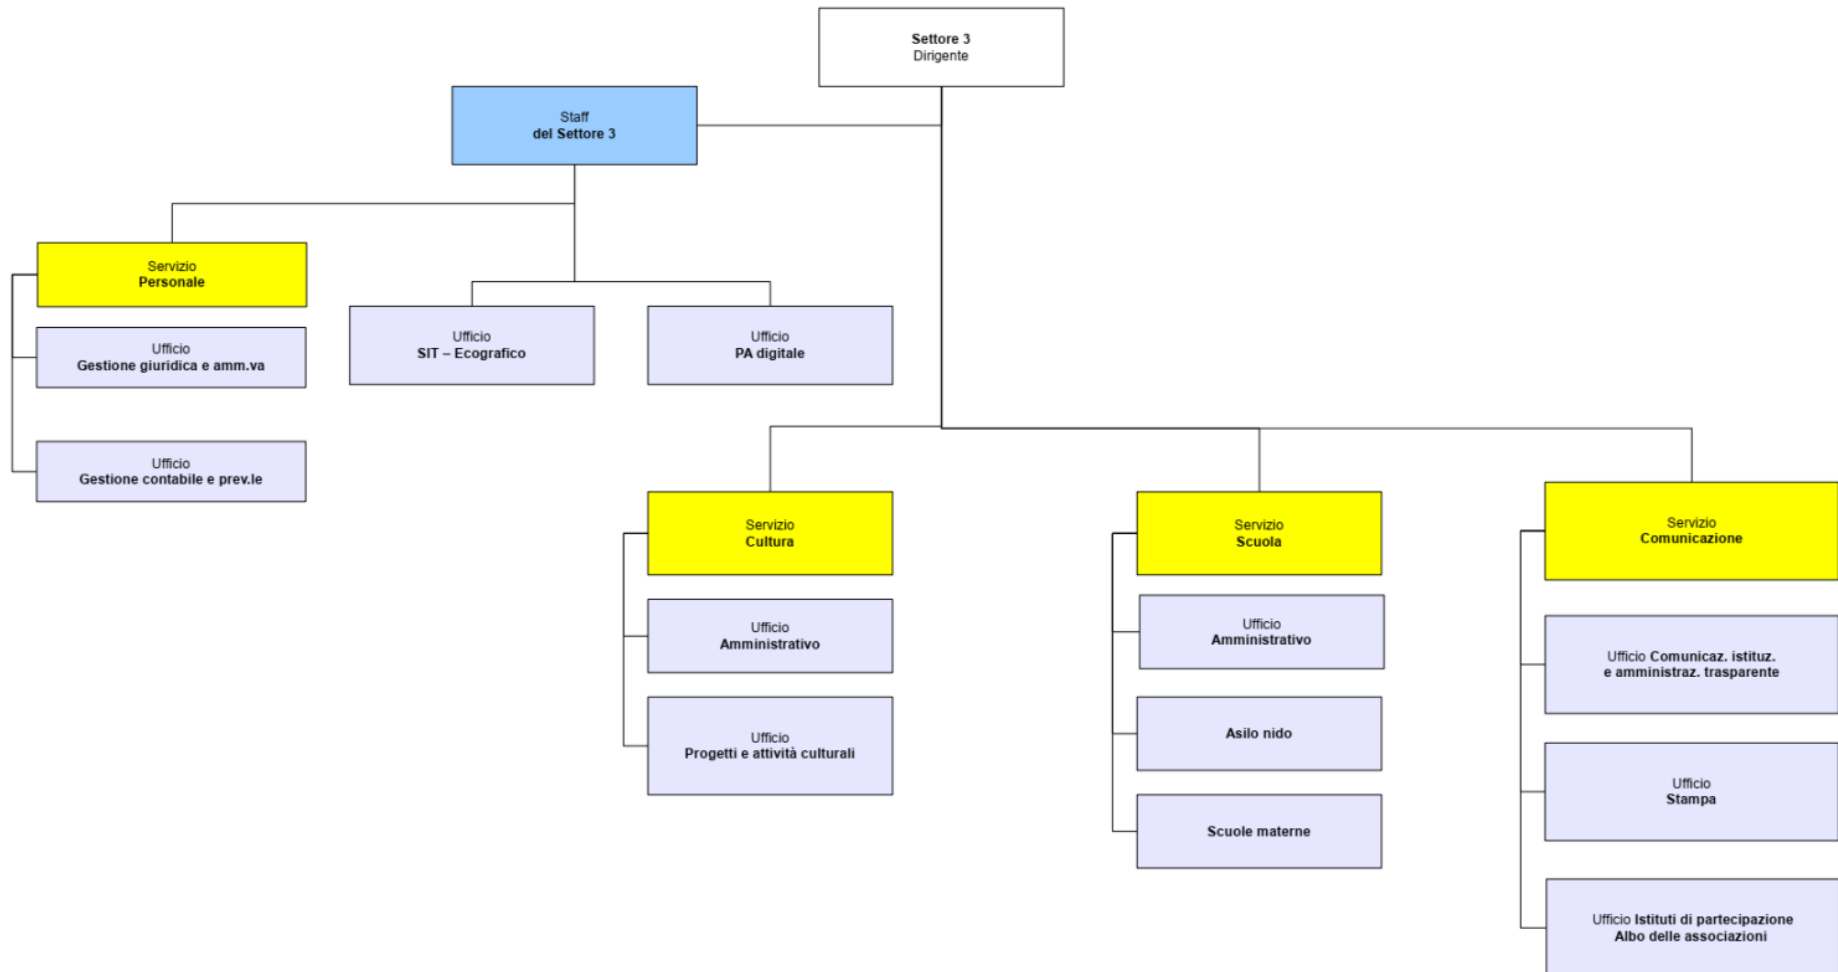 Settore 3
Dirigente
Staff
del Settore 3
Servizio
Personale
Ufficio
Gestione giuridica e amm.va
Ufficio
Gestione contabile e prev.le
Ufficio
SIT – Ecografico
Ufficio
PA digitale
Servizio
Cultura
Ufficio
Amministrativo
Ufficio
Progetti e attività culturali
Servizio
Scuola
Ufficio
Amministrativo
Asilo nido
Scuole materne
Servizio
Comunicazione
Ufficio Comunicaz. istituz.
e amministraz. trasparente
Ufficio
Stampa
Ufficio Istituti di partecipazione
Albo delle associazioni